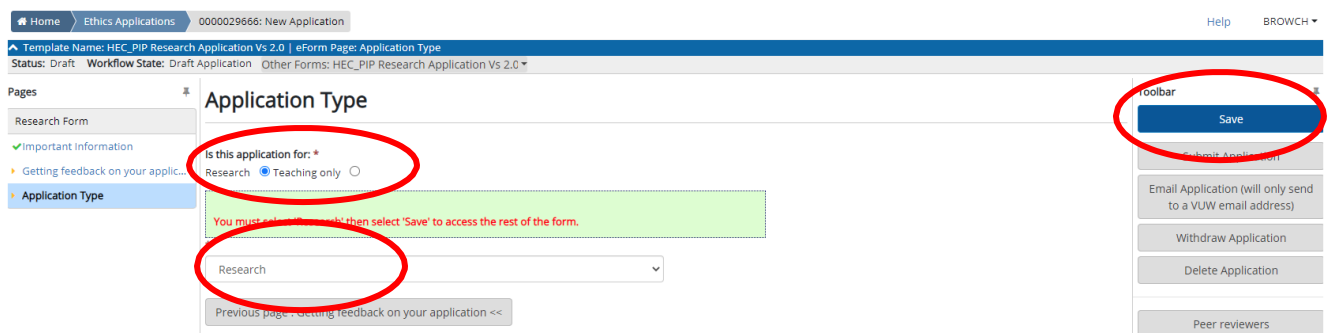 Home Ethics Applications 0000029666: New Application Help BROWCH
Template Name: HEC_PIP Research Application Vs 2.0 | eForm Page: Application Type
Status: Draft Workflow State: Draft Application Other Forms: HEC_PIP Research Application Vs 2.0
Pages
Research Form
Important Information
Getting feedback on your applic...
Application Type
Application Type
Is this application for: *
Research Teaching only
You must select 'Research' then select 'Save' to access the rest of the form.
Research
Previous page : Getting feedback on your application <<
Toolbar
Save
Submit Application
Email Application (will only send
to a VUW email address)
Withdraw Application
Delete Application
Peer reviewers